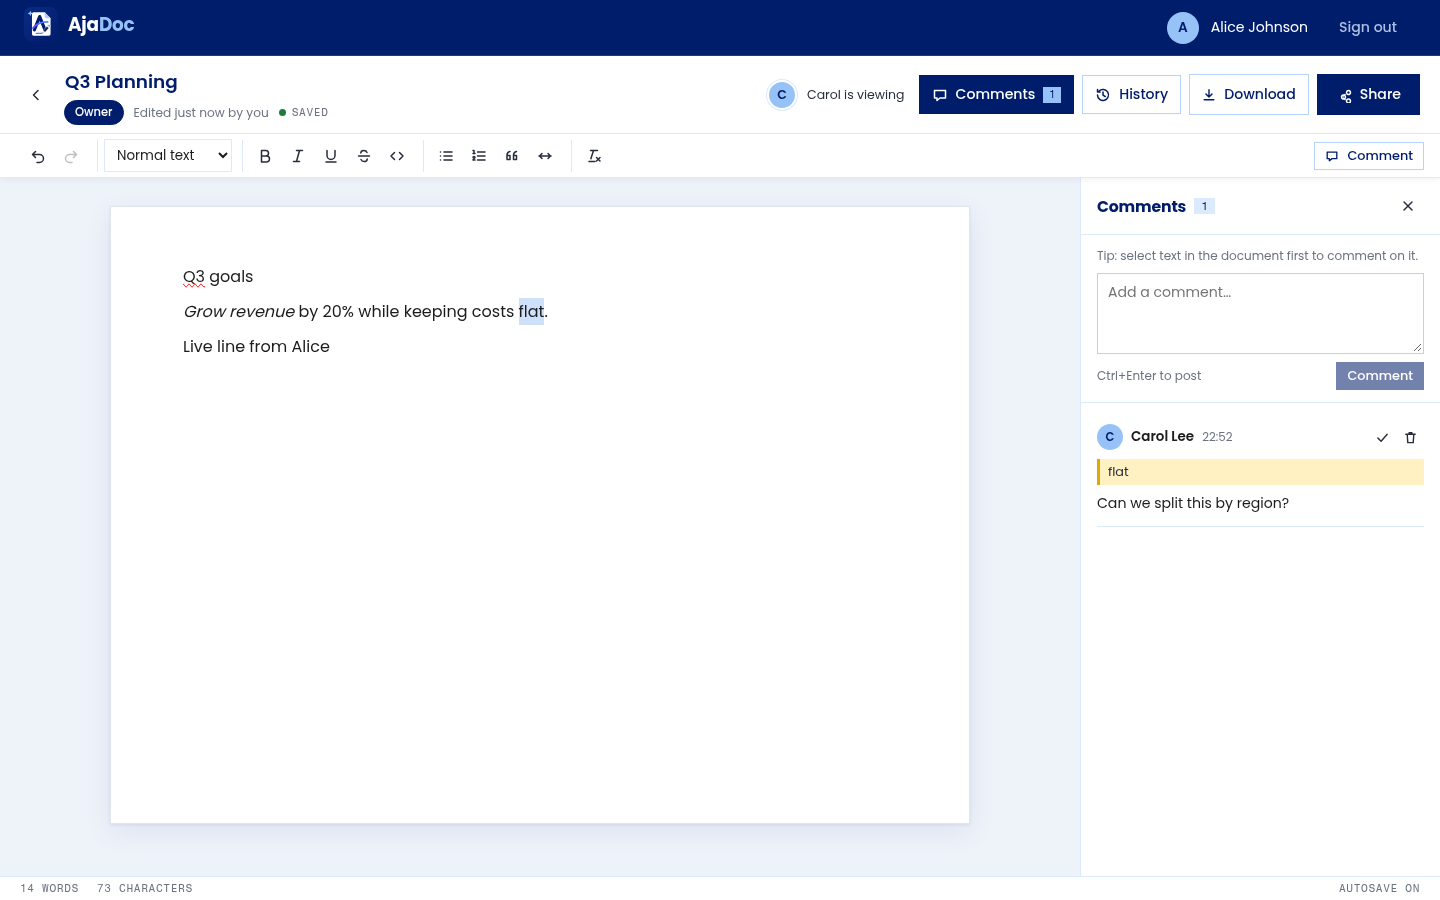 AjaDoc
A
Alice Johnson
Sign out
Q3 Planning
Owner
Edited just now by you
SAVED
C
Carol is viewing
Comments 1
History
Download
Share
Normal text
Comment
Q3 goals
Grow revenue by 20% while keeping costs flat.
Live line from Alice
Comments 1
Tip: select text in the document first to comment on it.
Add a comment...
Ctrl+Enter to post
Comment
C
Carol Lee 22:52
flat
Can we split this by region?
14 WORDS 73 CHARACTERS
AUTOSAVE ON